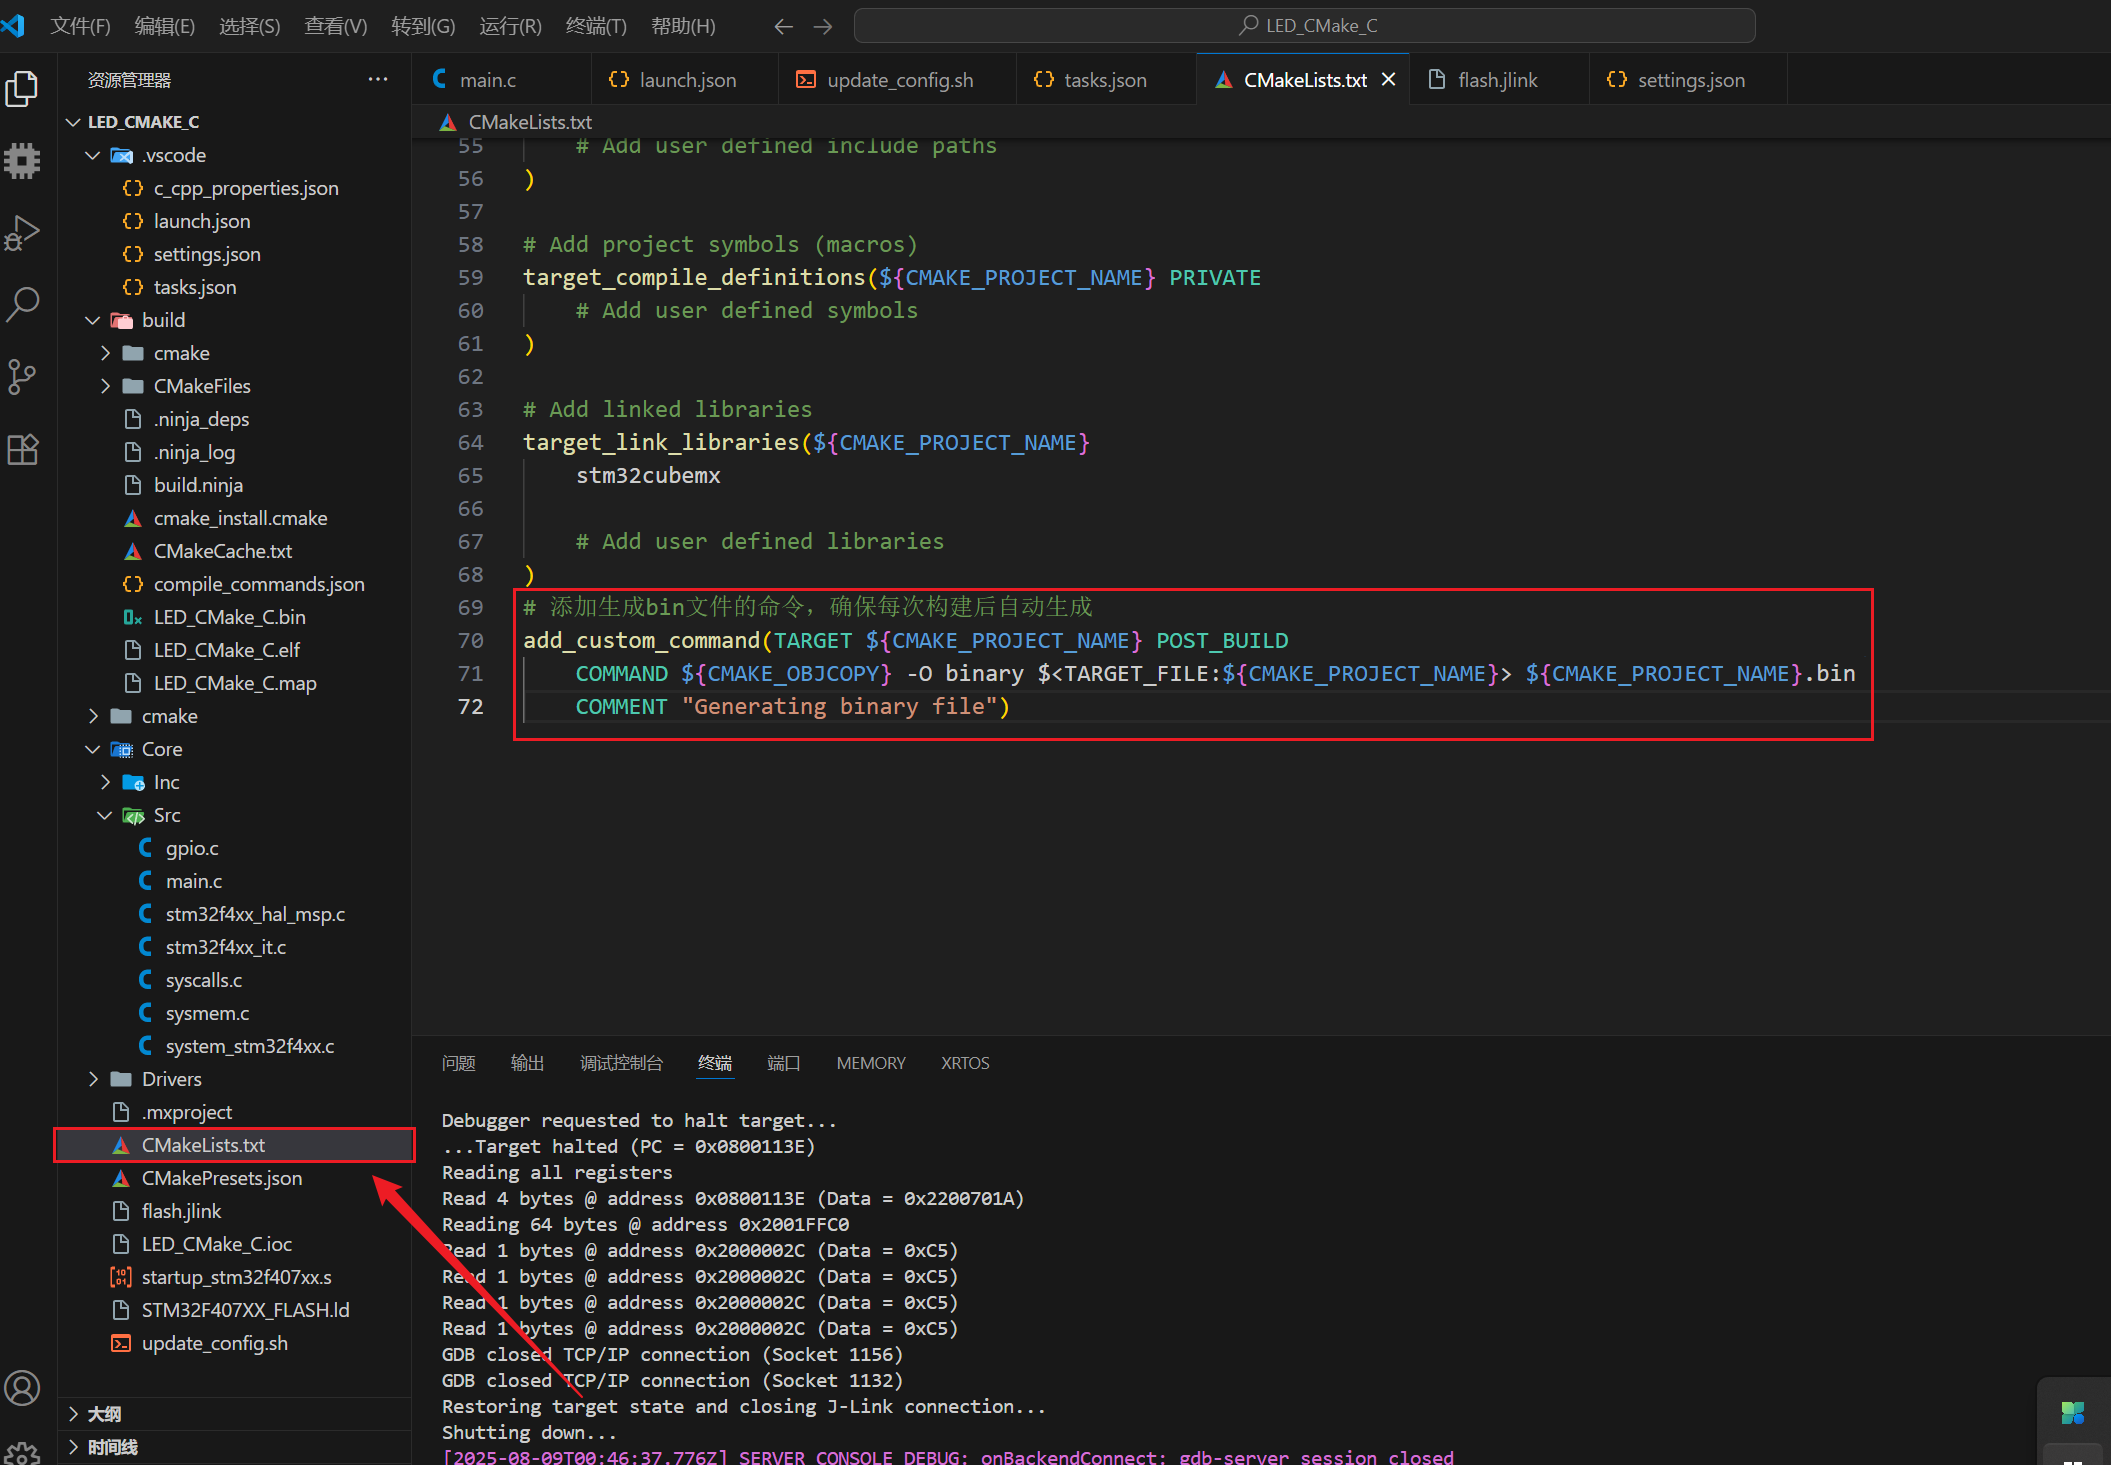 文件(F) 编辑(E) 选择(S) 查看(V) 转到(G) 运行(R) 终端(T) 帮助(H) LED_CMake_C
资源管理器
LED_CMAKE_C
.vscode
c_cpp_properties.json
launch.json
settings.json
tasks.json
build
cmake
CMakeFiles
.ninja_deps
.ninja_log
build.ninja
cmake_install.cmake
CMakeCache.txt
compile_commands.json
LED_CMake_C.bin
LED_CMake_C.elf
LED_CMake_C.map
cmake
Core
Inc
Src
gpio.c
main.c
stm32f4xx_hal_msp.c
stm32f4xx_it.c
syscalls.c
sysmem.c
system_stm32f4xx.c
Drivers
.mxproject
CMakeLists.txt
CMakePresets.json
flash.jlink
LED_CMake_C.ioc
startup_stm32f407xx.s
STM32F407XX_FLASH.ld
update_config.sh
大纲
时间线
main.c launch.json update_config.sh tasks.json CMakeLists.txt flash.jlink settings.json
CMakeLists.txt
55 # Add user defined include paths
56 )
57
58 # Add project symbols (macros)
59 target_compile_definitions(${CMAKE_PROJECT_NAME} PRIVATE
60 # Add user defined symbols
61 )
62
63 # Add linked libraries
64 target_link_libraries(${CMAKE_PROJECT_NAME}
65 stm32cubemx
66
67 # Add user defined libraries
68 )
69 # 添加生成bin文件的命令，确保每次构建后自动生成
70 add_custom_command(TARGET ${CMAKE_PROJECT_NAME} POST_BUILD
71 COMMAND ${CMAKE_OBJCOPY} -O binary $<TARGET_FILE:${CMAKE_PROJECT_NAME}> ${CMAKE_PROJECT_NAME}.bin
72 COMMENT "Generating binary file")
问题 输出 调试控制台 终端 端口 MEMORY XRTOS
Debugger requested to halt target...
...Target halted (PC = 0x0800113E)
Reading all registers
Read 4 bytes @ address 0x0800113E (Data = 0x2200701A)
Reading 64 bytes @ address 0x2001FFC0
Read 1 bytes @ address 0x2000002C (Data = 0xC5)
Read 1 bytes @ address 0x2000002C (Data = 0xC5)
Read 1 bytes @ address 0x2000002C (Data = 0xC5)
Read 1 bytes @ address 0x2000002C (Data = 0xC5)
GDB closed TCP/IP connection (Socket 1156)
GDB closed TCP/IP connection (Socket 1132)
Restoring target state and closing J-Link connection...
Shutting down...
[2025-08-09T00:46:37.776Z] SERVER CONSOLE DEBUG: onBackendConnect: gdb-server session closed